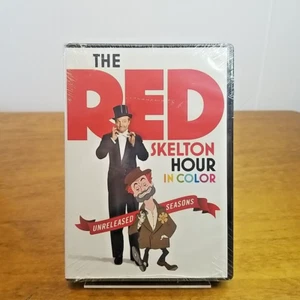 THE
RED
SKELTON
HOUR
IN COLOR
UNRELEASED SEASONS